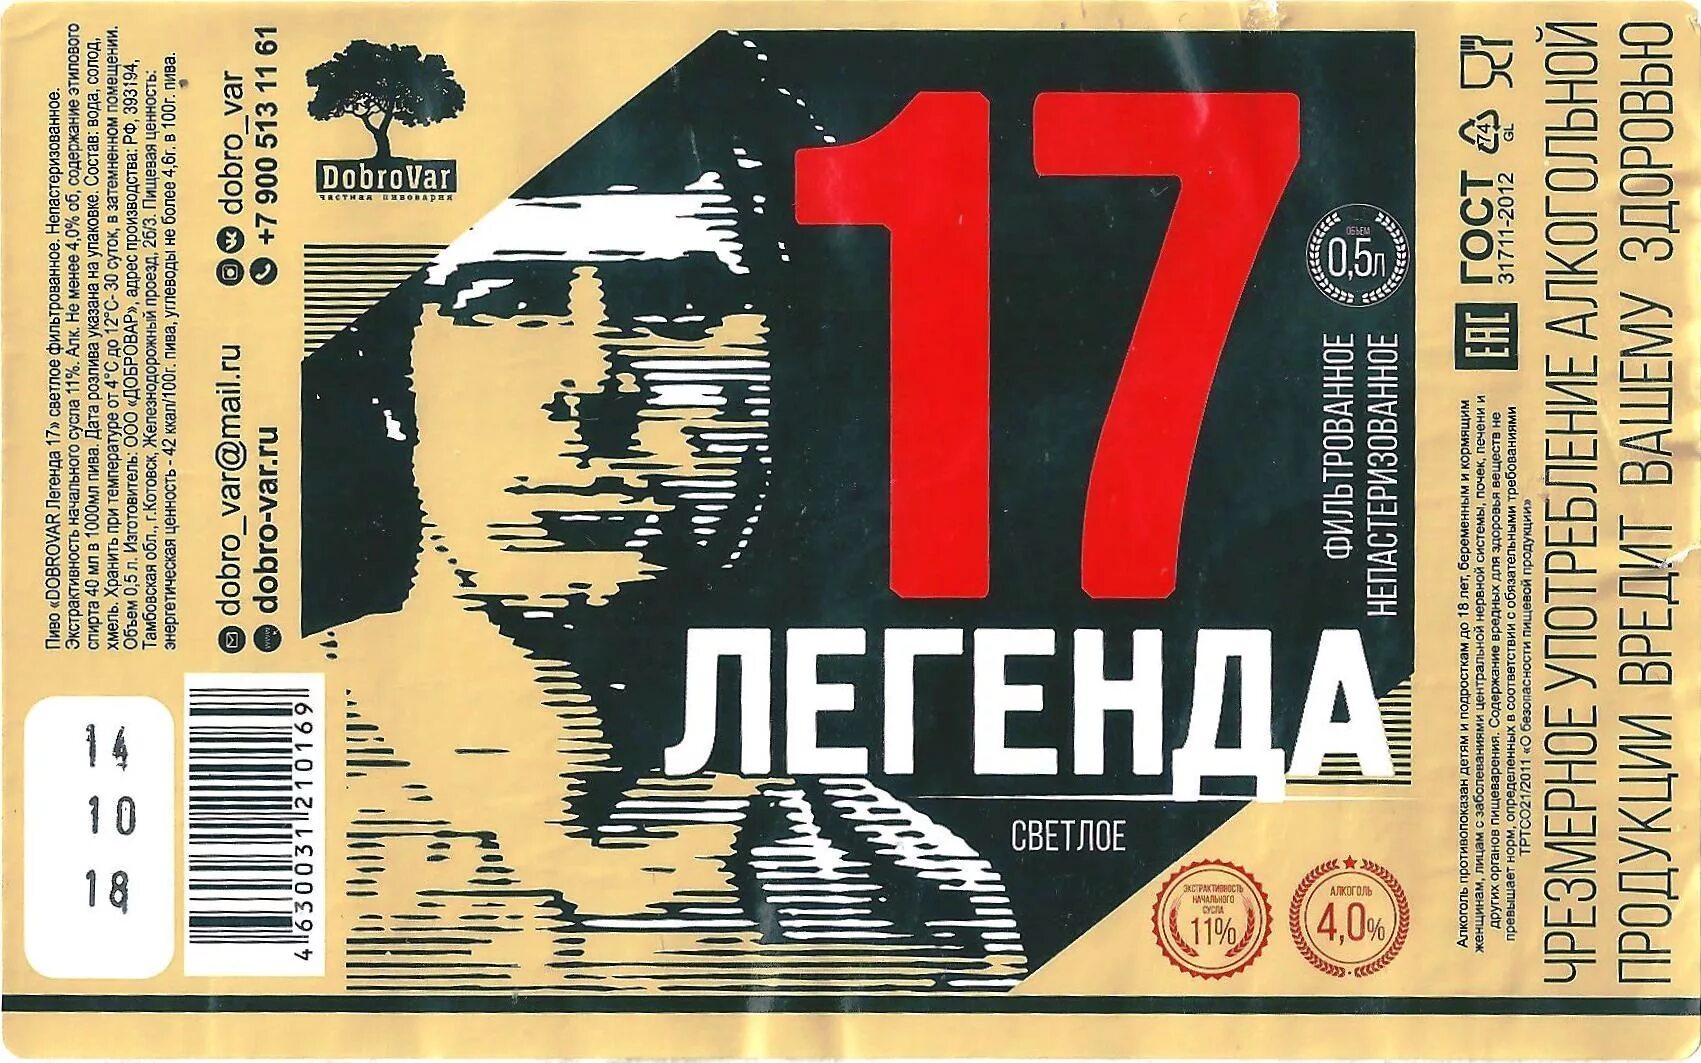 Пиво «DOBROVAR Легенда 17» светлое фильтрованное. Непастеризованное.
Экстрактивность начального сусла 11%. Алк. Не менее 4,0% об. содержание этилового
спирта 40 мл в 1000мл пива. Дата розлива указана на упаковке. Состав: вода, солод,
хмель. Хранить при температуре от 4°С до 12°С- 30 суток, в затемненном помещении.
Объем 0,5 л. Изготовитель: ООО «ДОБРОВАР», адрес производства: РФ, 393194,
Тамбовская обл., г.Котовск, Железнодорожный проезд, 2б/3. Пищевая ценность:
энергетическая ценность - 42 ккал/100г. пива, углеводы не более 4,6г. в 100г. пива.
dobro_var@mail.ru
dobro_var
dobro-var.ru
+7 900 513 11 61
14
10
18
4 630031 210169
DobroVar
частная пивоварня
17
ЛЕГЕНДА
СВЕТЛОЕ
ОБЪЕМ
0,5л
ФИЛЬТРОВАННОЕ
НЕПАСТЕРИЗОВАННОЕ
ЭКСТРАКТИВНОСТЬ
НАЧАЛЬНОГО
СУСЛА
11%
АЛКОГОЛЬ
4,0%
EAC
ГОСТ
31711-2012
74
GL
Алкоголь противопоказан детям и подросткам до 18 лет, беременным и кормящим
женщинам, лицам с заболеваниями центральной нервной системы, почек, печени и
других органов пищеварения. Содержание вредных для здоровья веществ не
превышает норм, определенных в соответствии с обязательными требованиями
ТРТСО21/2011 «О безопасности пищевой продукции»
ЧРЕЗМЕРНОЕ УПОТРЕБЛЕНИЕ АЛКОГОЛЬНОЙ
ПРОДУКЦИИ ВРЕДИТ ВАШЕМУ ЗДОРОВЬЮ